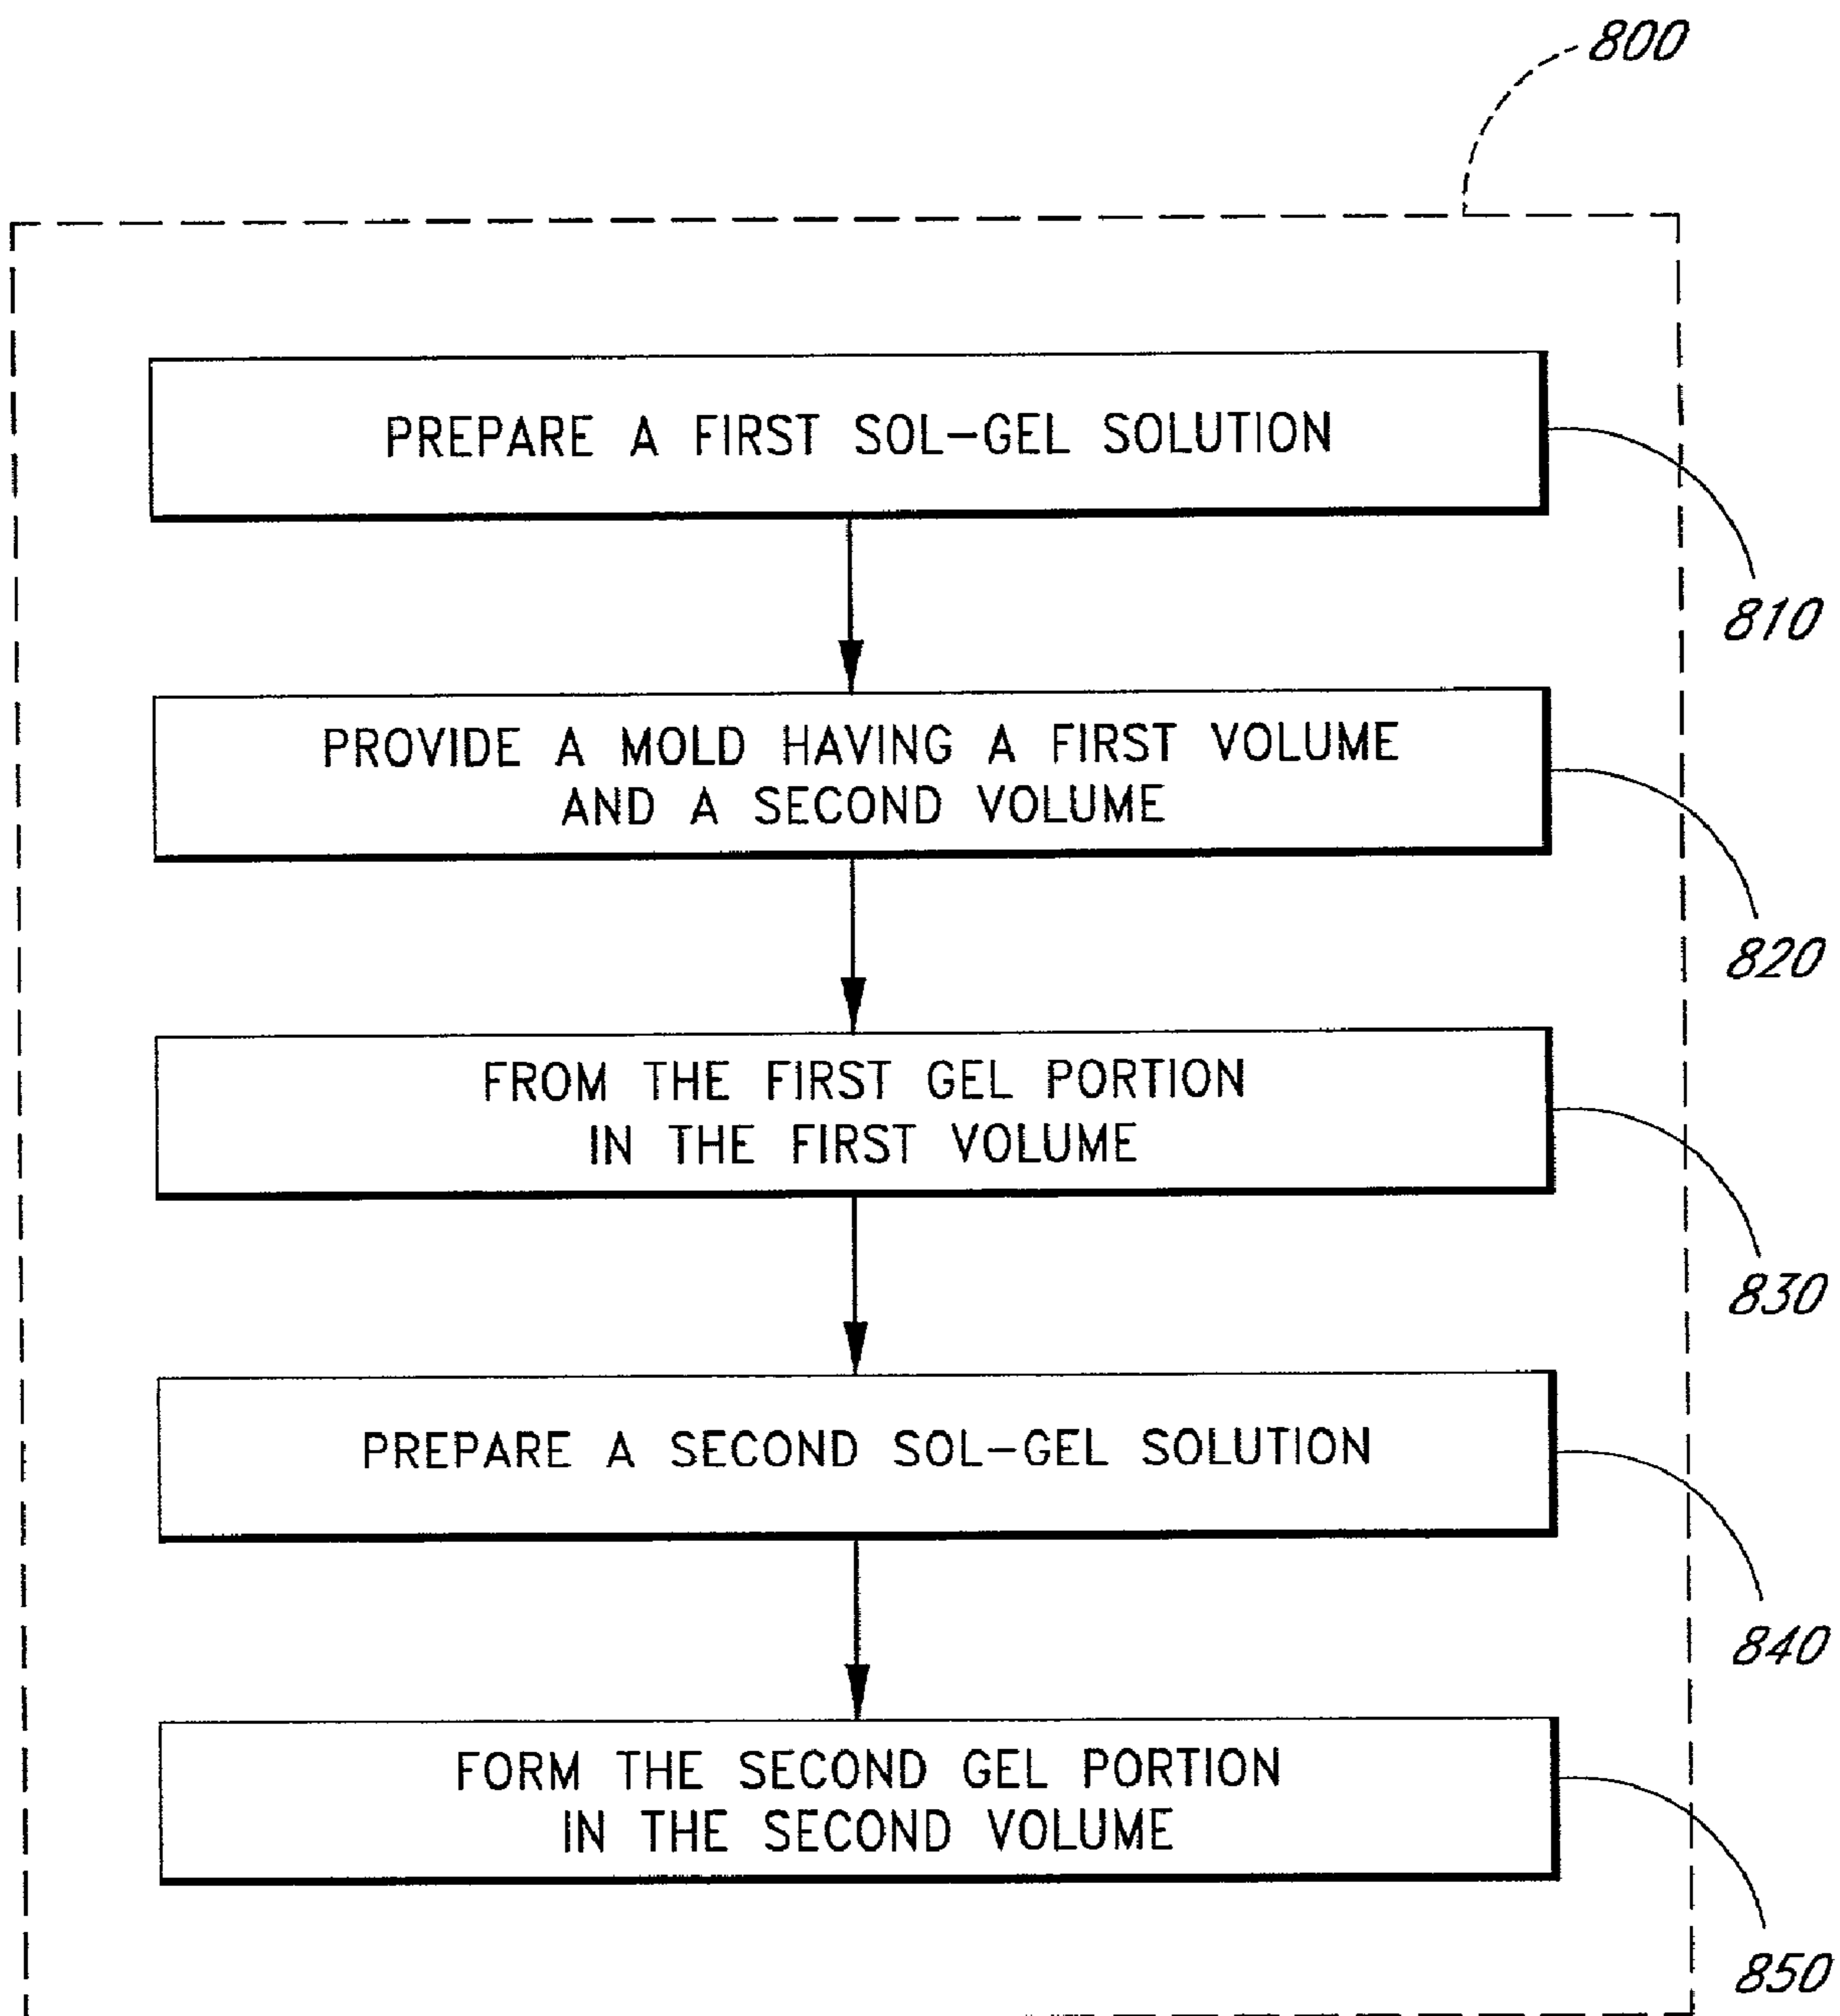 800
PREPARE A FIRST SOL-GEL SOLUTION
810
PROVIDE A MOLD HAVING A FIRST VOLUME
AND A SECOND VOLUME
820
FROM THE FIRST GEL PORTION
IN THE FIRST VOLUME
830
PREPARE A SECOND SOL-GEL SOLUTION
840
FORM THE SECOND GEL PORTION
IN THE SECOND VOLUME
850